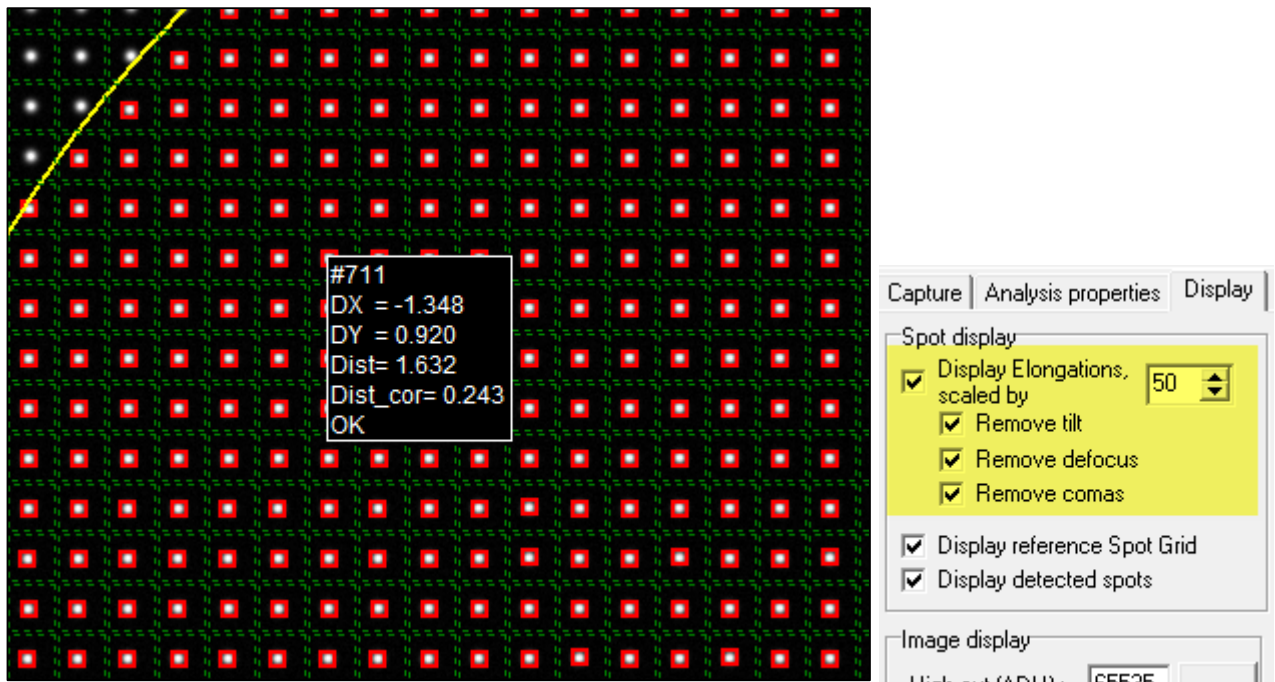 #711
DX = -1.348
DY = 0.920
Dist= 1.632
Dist_cor= 0.243
OK
Capture Analysis properties Display
Spot display
Display Elongations,
scaled by
50
Remove tilt
Remove defocus
Remove comas
Display reference Spot Grid
Display detected spots
Image display